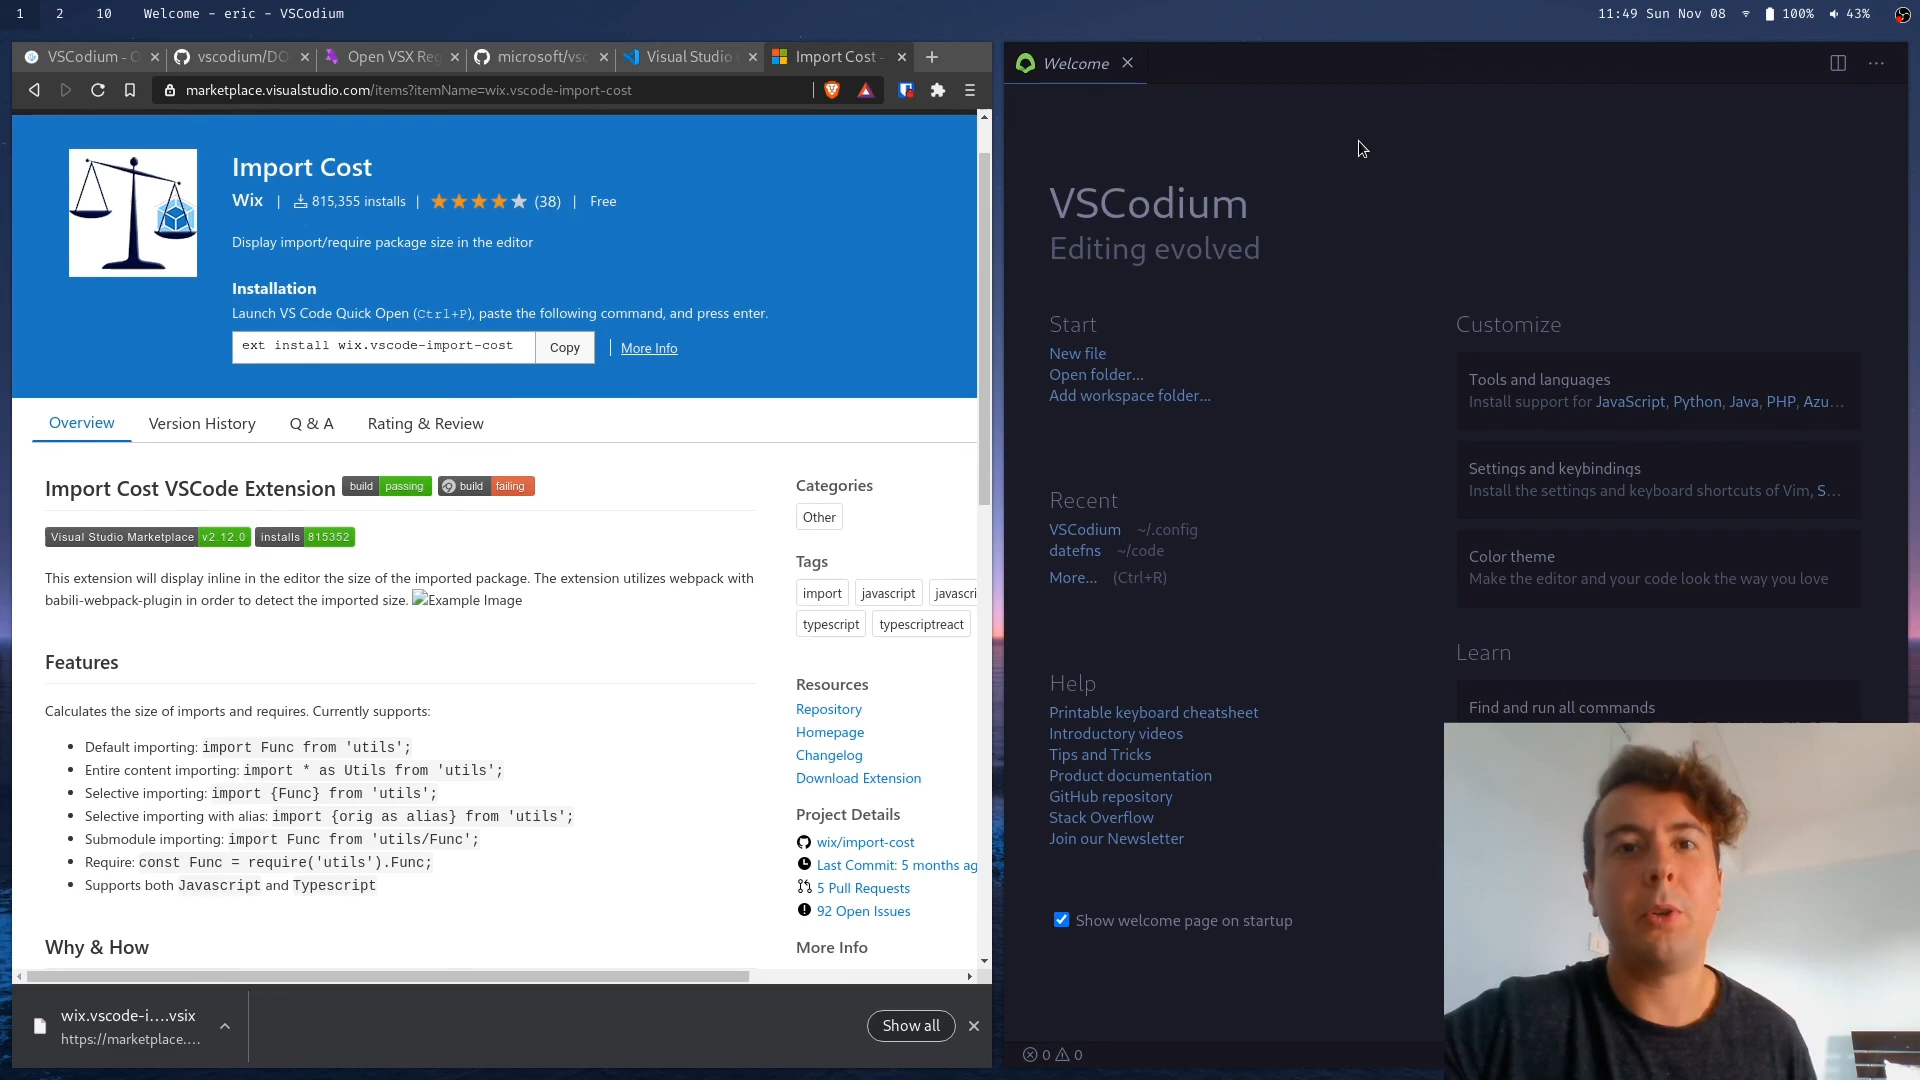 1 2 10 Welcome - eric - VSCodium 11:49 Sun Nov 08 100% 43%
VSCodium - O vscodium/DO Open VSX Reg microsoft/vsc Visual Studio Import Cost -
marketplace.visualstudio.com/items?itemName=wix.vscode-import-cost
Import Cost
Wix | 815,355 installs | (38) | Free
Display import/require package size in the editor
Installation
Launch VS Code Quick Open (Ctrl+P), paste the following command, and press enter.
ext install wix.vscode-import-cost Copy | More Info
Overview Version History Q & A Rating & Review
Import Cost VSCode Extension build passing build failing
Visual Studio Marketplace v2.12.0 installs 815352
This extension will display inline in the editor the size of the imported package. The extension utilizes webpack with
babili-webpack-plugin in order to detect the imported size. Example Image
Features
Calculates the size of imports and requires. Currently supports:
• Default importing: import Func from 'utils';
• Entire content importing: import * as Utils from 'utils';
• Selective importing: import {Func} from 'utils';
• Selective importing with alias: import {orig as alias} from 'utils';
• Submodule importing: import Func from 'utils/Func';
• Require: const Func = require('utils').Func;
• Supports both Javascript and Typescript
Why & How
Categories
Other
Tags
import javascript javascri
typescript typescriptreact
Resources
Repository
Homepage
Changelog
Download Extension
Project Details
wix/import-cost
Last Commit: 5 months ag
5 Pull Requests
92 Open Issues
More Info
wix.vscode-i....vsix
https://marketplace....
Show all
Welcome
VSCodium
Editing evolved
Start
New file
Open folder...
Add workspace folder...
Recent
VSCodium ~/.config
datefns ~/code
More... (Ctrl+R)
Help
Printable keyboard cheatsheet
Introductory videos
Tips and Tricks
Product documentation
GitHub repository
Stack Overflow
Join our Newsletter
Show welcome page on startup
Customize
Tools and languages
Install support for JavaScript, Python, Java, PHP, Azu...
Settings and keybindings
Install the settings and keyboard shortcuts of Vim, S...
Color theme
Make the editor and your code look the way you love
Learn
Find and run all commands
0 0